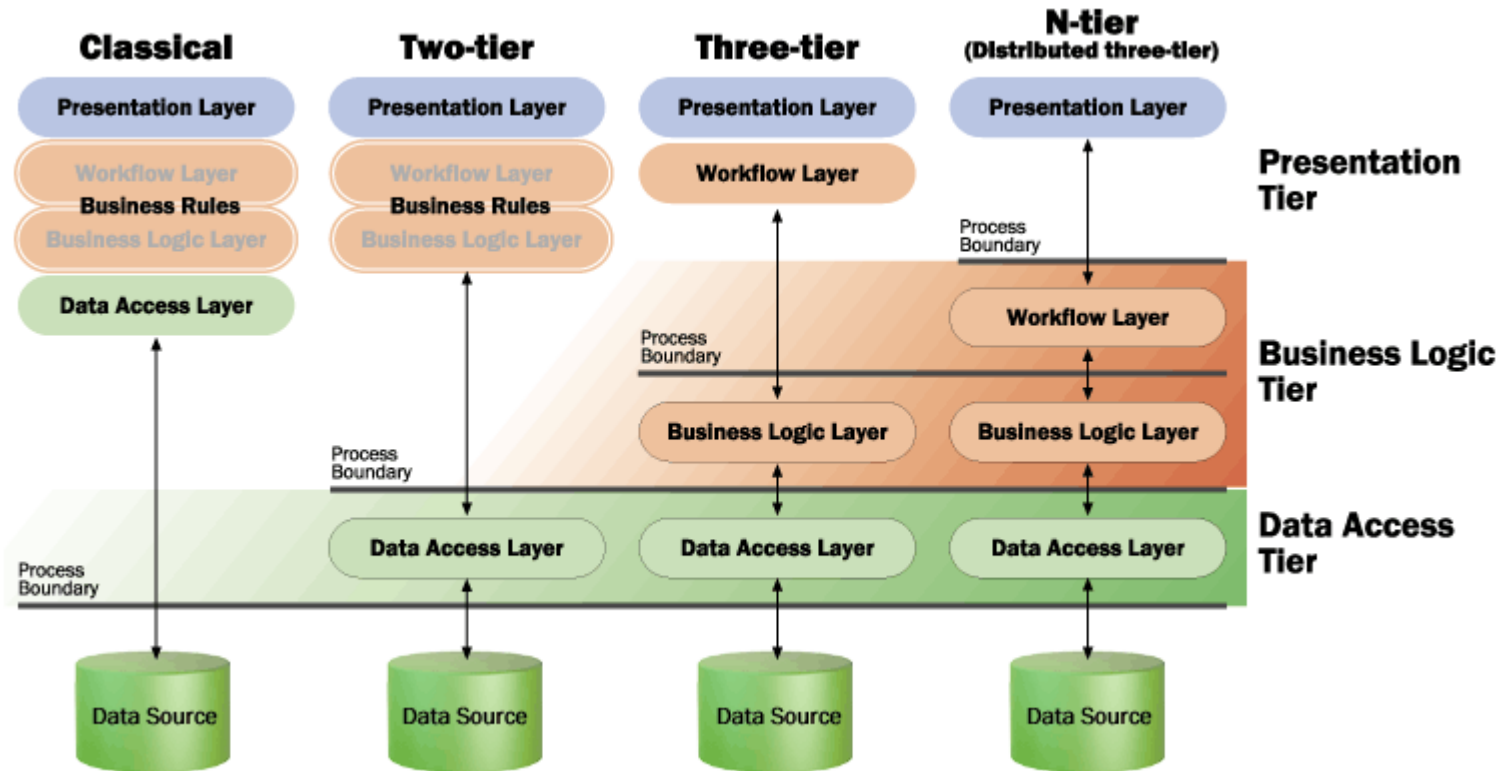 Classical
Two-tier
Three-tier
N-tier
(Distributed three-tier)
Presentation Layer
Presentation Layer
Presentation Layer
Presentation Layer
Workflow Layer
Workflow Layer
Workflow Layer
Presentation
Tier
Business Rules
Business Rules
Business Logic Layer
Business Logic Layer
Process
Boundary
Data Access Layer
Workflow Layer
Process
Boundary
Business Logic
Tier
Business Logic Layer
Business Logic Layer
Process
Boundary
Data Access Layer
Data Access Layer
Data Access Layer
Data Access
Tier
Process
Boundary
Data Source
Data Source
Data Source
Data Source